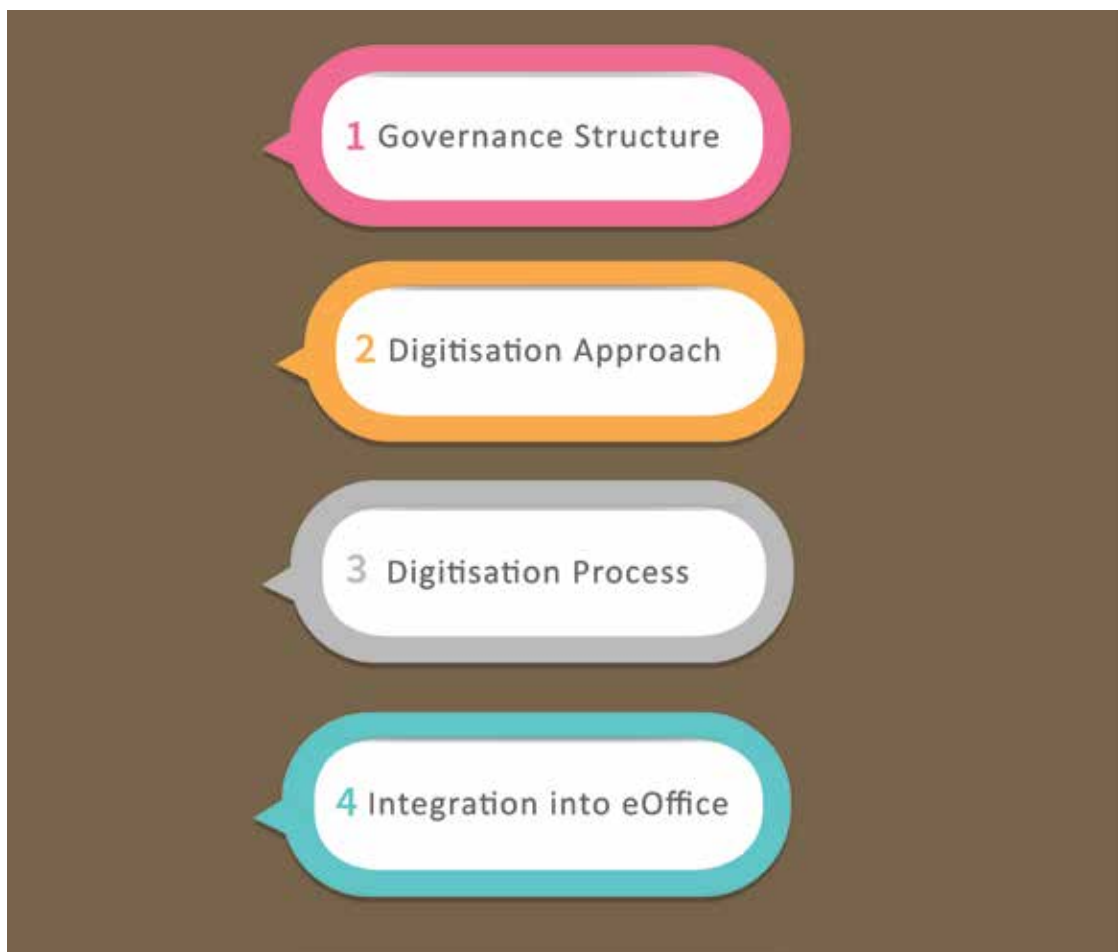 1 Governance Structure
2 Digitisation Approach
3 Digitisation Process
4 Integration into eOffice